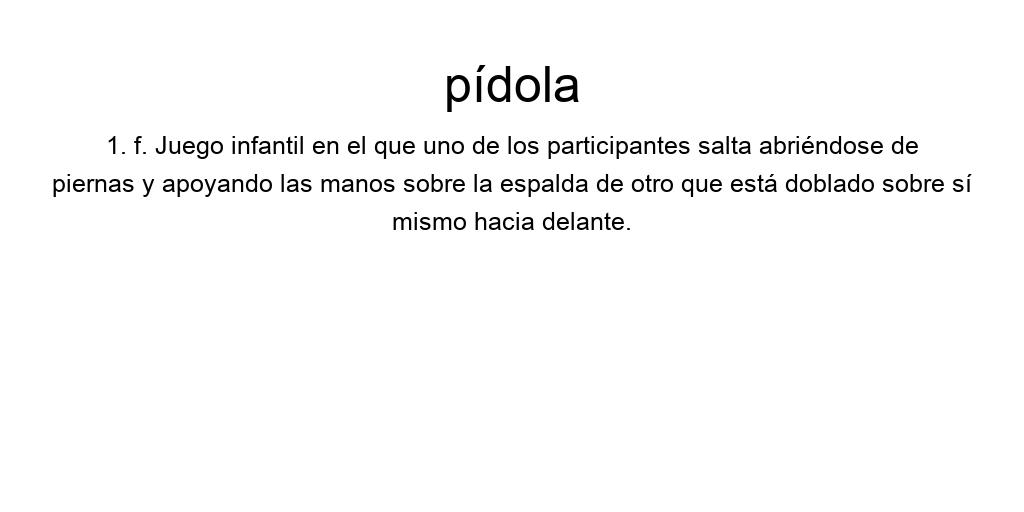 pídola
1. f. Juego infantil en el que uno de los participantes salta abriéndose de
piernas y apoyando las manos sobre la espalda de otro que está doblado sobre sí
mismo hacia delante.